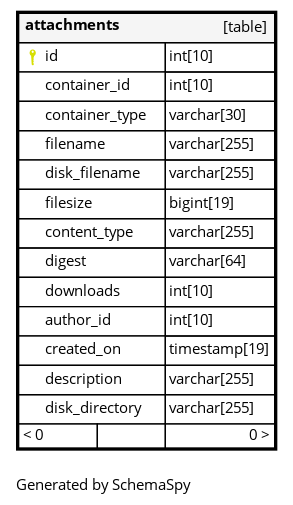 attachments [table]
id int[10]
container_id int[10]
container_type varchar[30]
filename varchar[255]
disk_filename varchar[255]
filesize bigint[19]
content_type varchar[255]
digest varchar[64]
downloads int[10]
author_id int[10]
created_on timestamp[19]
description varchar[255]
disk_directory varchar[255]
< 0 0 >
Generated by SchemaSpy